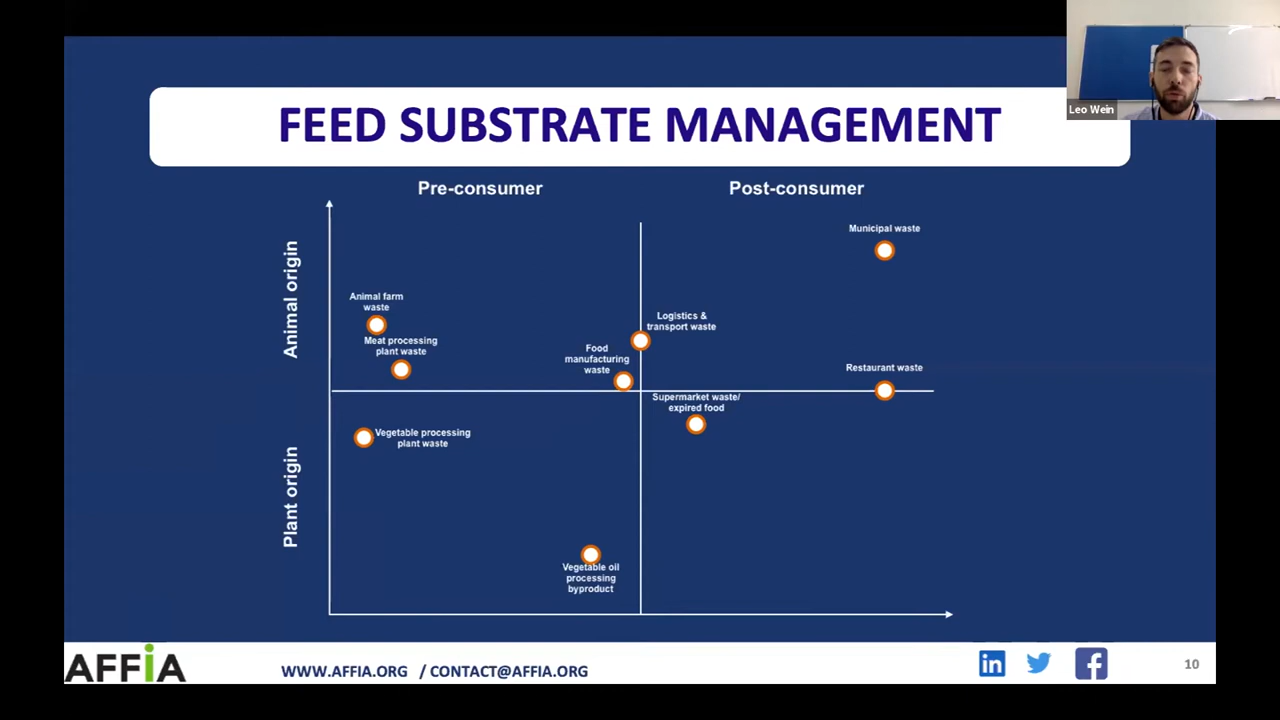 Leo Wein
FEED SUBSTRATE MANAGEMENT
Pre-consumer
Post-consumer
Animal origin
Plant origin
Municipal waste
Animal farm
waste
Logistics &
transport waste
Meat processing
plant waste
Food
manufacturing
waste
Restaurant waste
Supermarket waste/
expired food
Vegetable processing
plant waste
Vegetable oil
processing
byproduct
AFFiA
WWW.AFFIA.ORG / CONTACT@AFFIA.ORG
in
f
10